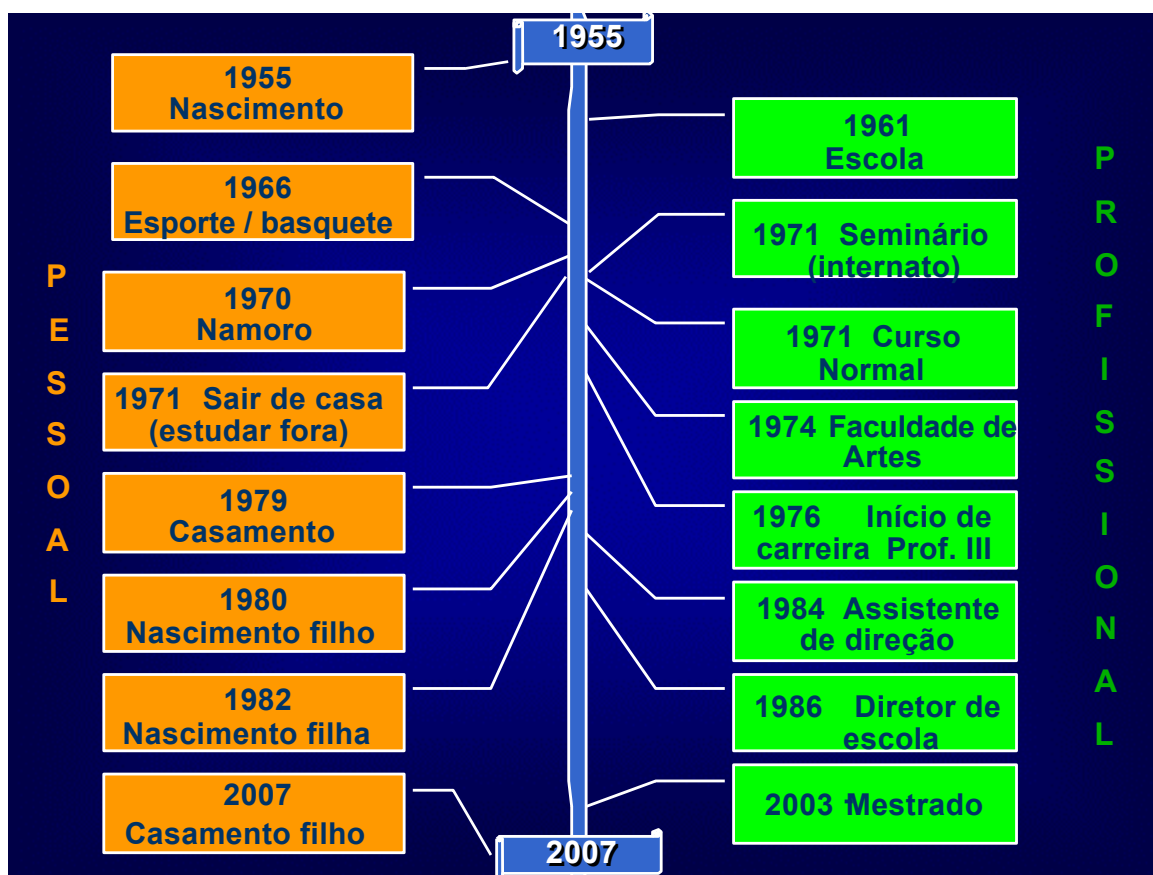 1955
1955
Nascimento
1966
Esporte / basquete
1970
Namoro
1971 Sair de casa
(estudar fora)
1979
Casamento
1980
Nascimento filho
1982
Nascimento filha
2007
Casamento filho
PESSOAL
1961
Escola
1971 Seminário
(internato)
1971 Curso
Normal
1974 Faculdade de
Artes
1976 Início de
carreira Prof. III
1984 Assistente
de direção
1986 Diretor de
escola
2003 Mestrado
PROFISSIONAL
2007